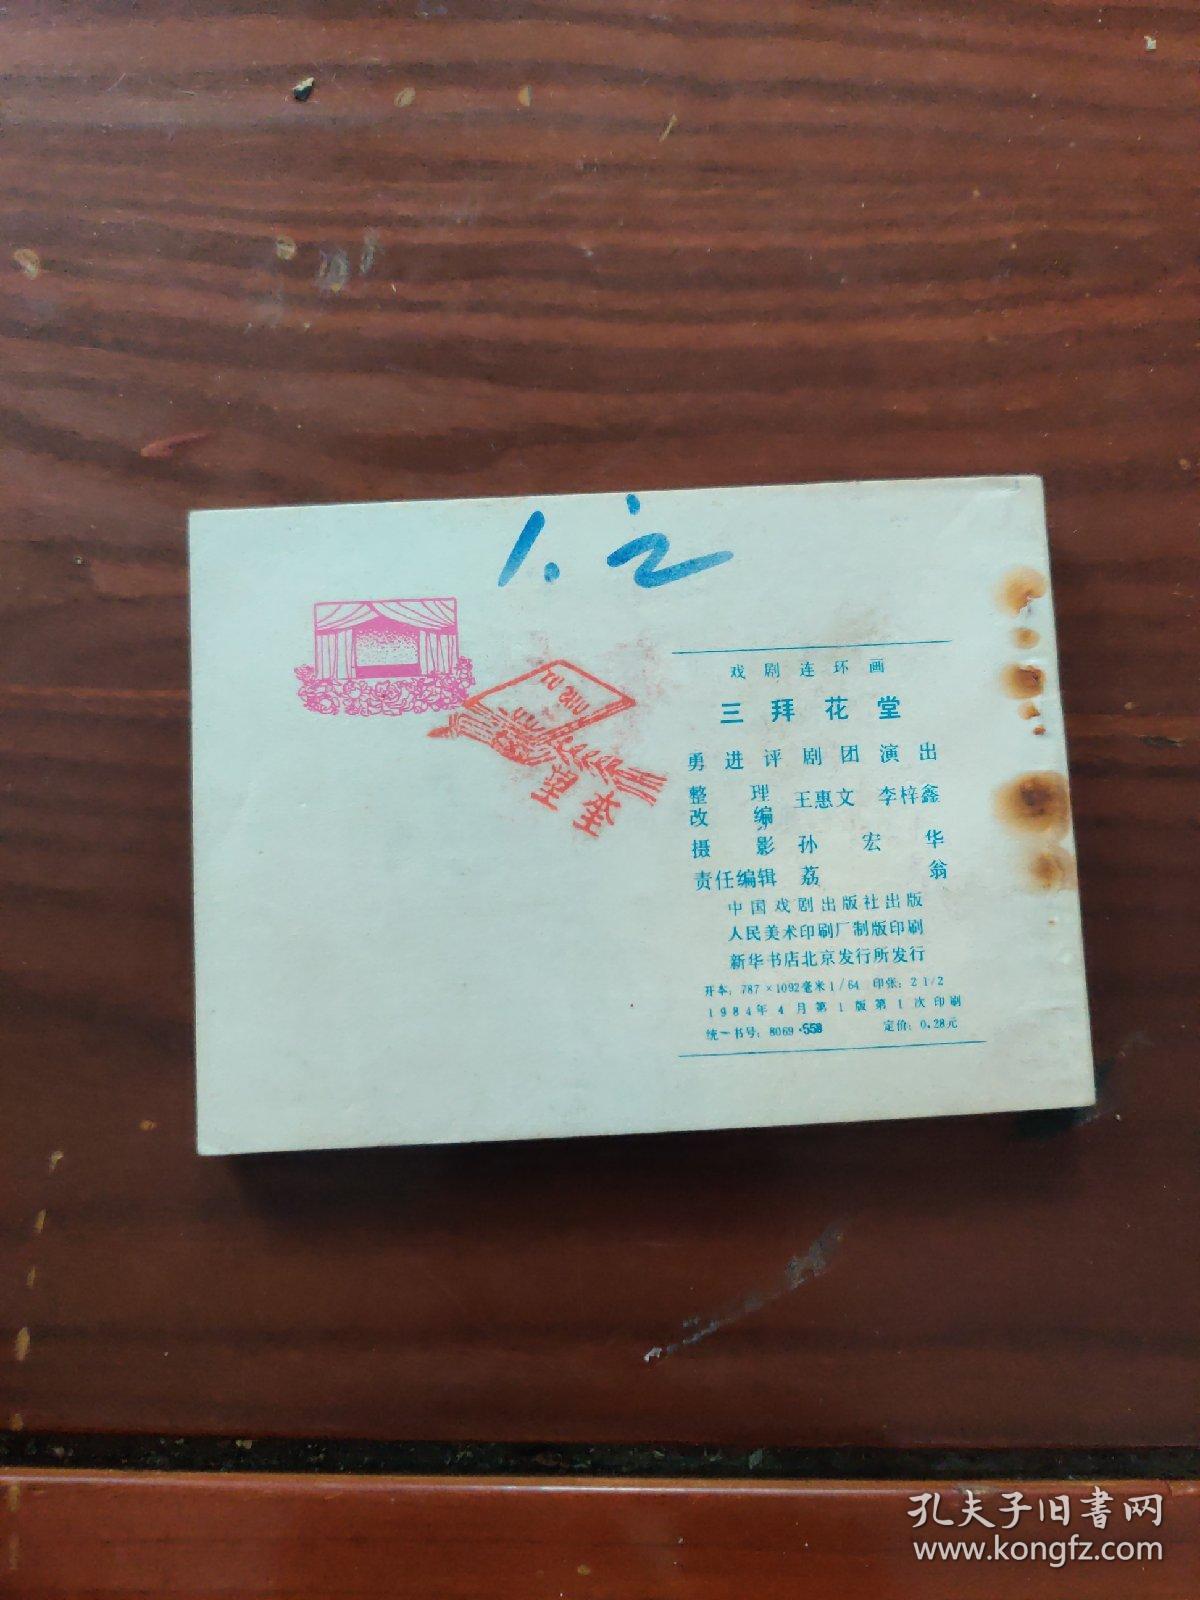 1.2
TU SHU
戏剧连环画
三拜花堂
勇进评剧团演出
整理 王惠文 李梓鑫
改编
摄影 孙宏华
责任编辑 荔翁
中国戏剧出版社出版
人民美术印刷厂制版印刷
新华书店北京发行所发行
开本：787×1092毫米1/64 印张：2 1/2
1984年4月第1版第1次印刷
统一书号：8069·558 定价：0.28元
孔夫子旧书网
www.kongfz.com